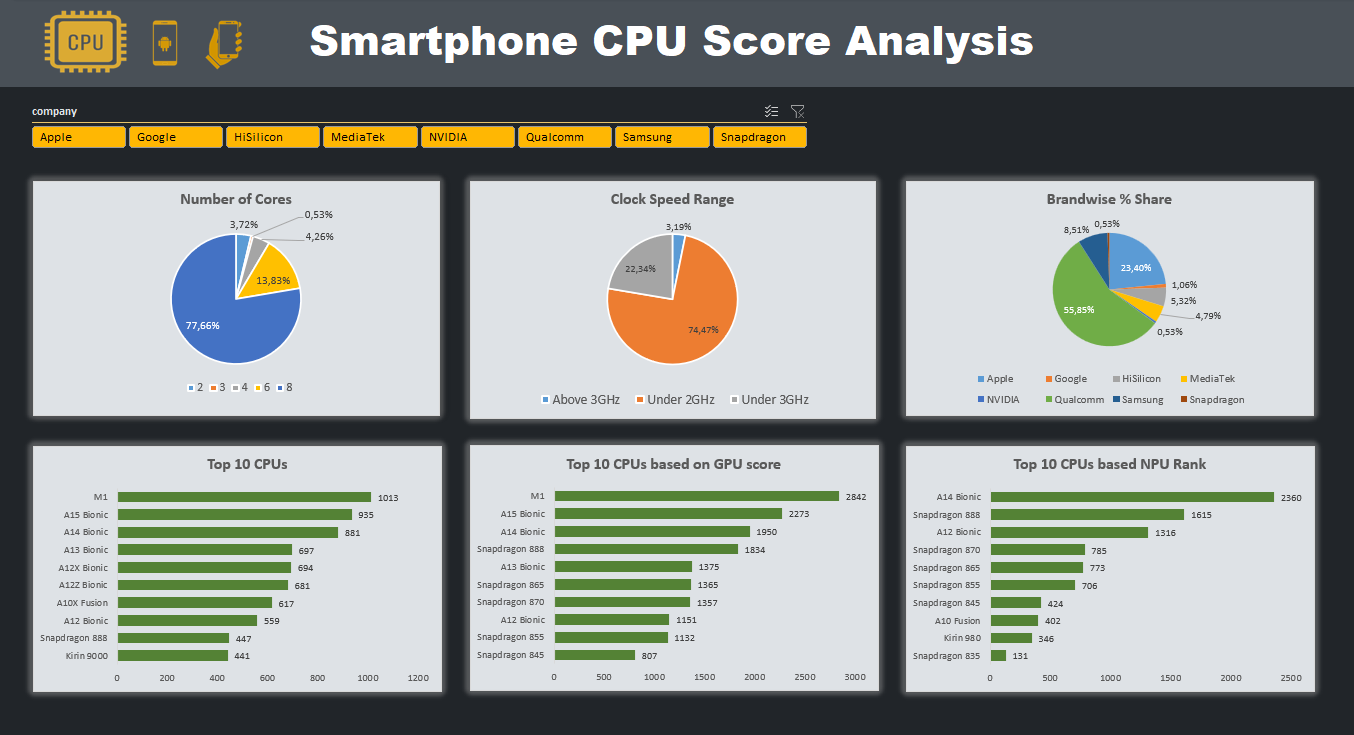 CPU
Smartphone CPU Score Analysis
company
Apple Google HiSilicon MediaTek NVIDIA Qualcomm Samsung Snapdragon
Number of Cores
3,72%
0,53%
4,26%
13,83%
77,66%
2 3 4 6 8
Clock Speed Range
3,19%
22,34%
74,47%
Above 3GHz Under 2GHz Under 3GHz
Brandwise % Share
8,51% 0,53%
23,40%
1,06%
5,32%
55,85%
4,79%
0,53%
Apple Google HiSilicon MediaTek
NVIDIA Qualcomm Samsung Snapdragon
Top 10 CPUs
M1 1013
A15 Bionic 935
A14 Bionic 881
A13 Bionic 697
A12X Bionic 694
A12Z Bionic 681
A10X Fusion 617
A12 Bionic 559
Snapdragon 888 447
Kirin 9000 441
0 200 400 600 800 1000 1200
Top 10 CPUs based on GPU score
M1 2842
A15 Bionic 2273
A14 Bionic 1950
Snapdragon 888 1834
A13 Bionic 1375
Snapdragon 865 1365
Snapdragon 870 1357
A12 Bionic 1151
Snapdragon 855 1132
Snapdragon 845 807
0 500 1000 1500 2000 2500 3000
Top 10 CPUs based NPU Rank
A14 Bionic 2360
Snapdragon 888 1615
A12 Bionic 1316
Snapdragon 870 785
Snapdragon 865 773
Snapdragon 855 706
Snapdragon 845 424
A10 Fusion 402
Kirin 980 346
Snapdragon 835 131
0 500 1000 1500 2000 2500